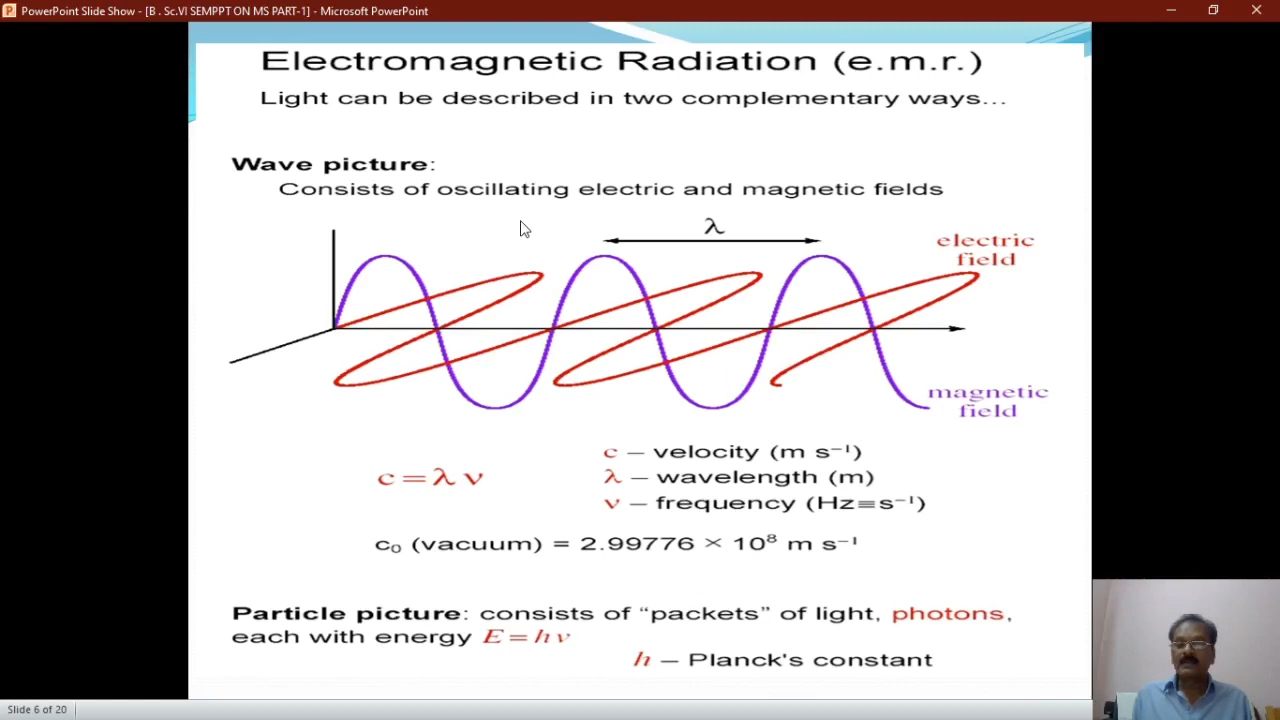 PowerPoint Slide Show - [B . Sc.VI SEMPPT ON MS PART-1] - Microsoft PowerPoint
Electromagnetic Radiation (e.m.r.)
Light can be described in two complementary ways...
Wave picture:
Consists of oscillating electric and magnetic fields
λ
electric
field
magnetic
field
c = λ ν
c – velocity (m s⁻¹)
λ – wavelength (m)
ν – frequency (Hz≡s⁻¹)
c₀ (vacuum) = 2.99776 × 10⁸ m s⁻¹
Particle picture: consists of “packets” of light, photons,
each with energy E = h ν
h – Planck's constant
Slide 6 of 20